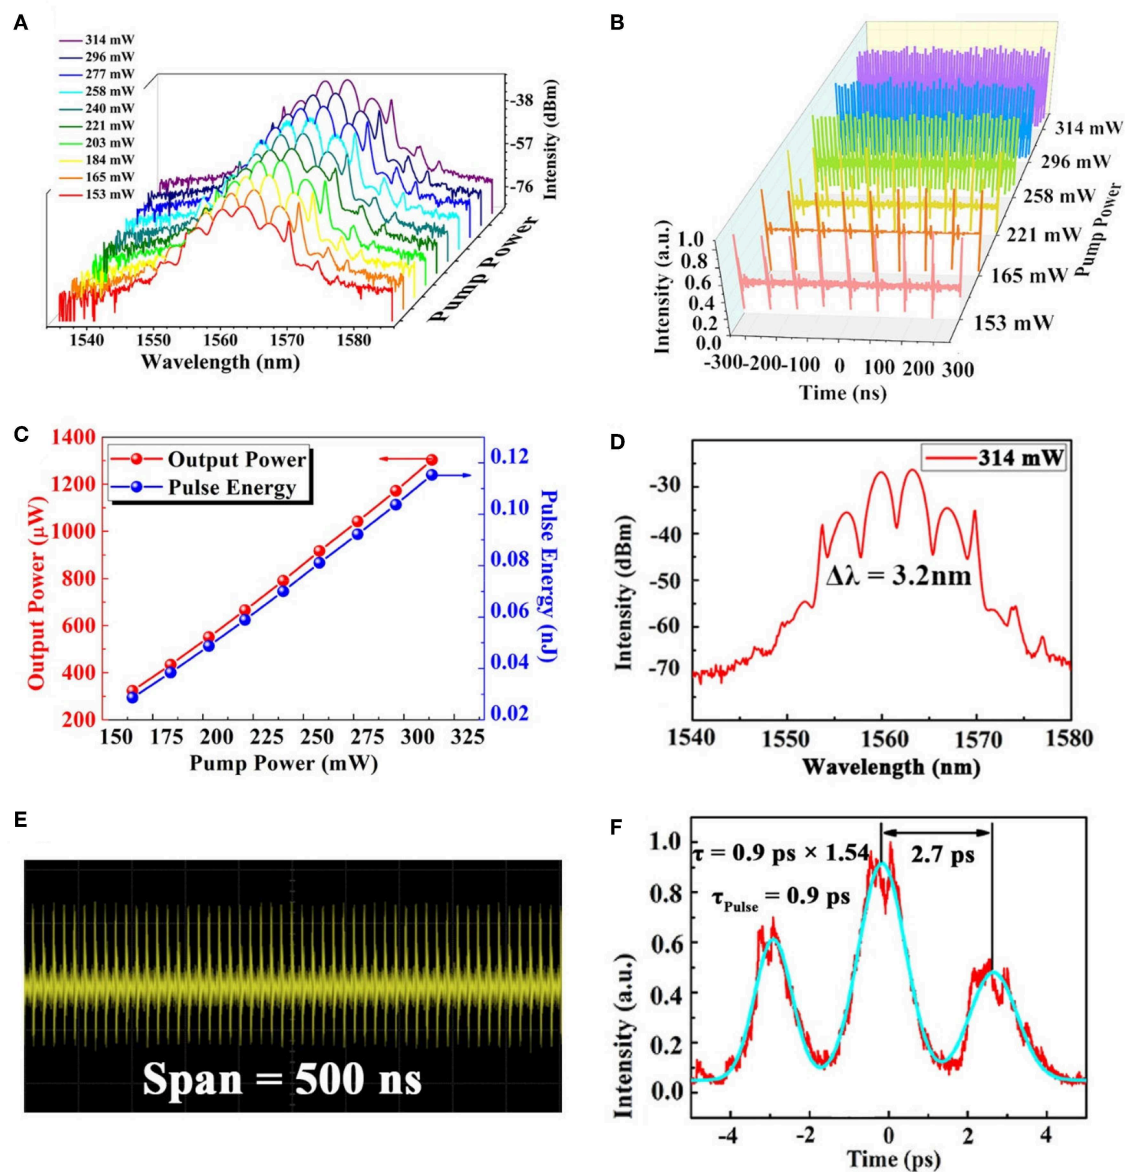 A
314 mW
296 mW
277 mW
258 mW
240 mW
221 mW
203 mW
184 mW
165 mW
153 mW
-38
-57
-76
Intensity (dBm)
Pump Power
1540 1550 1560 1570 1580
Wavelength (nm)
B
314 mW
296 mW
258 mW
221 mW
165 mW
153 mW
Pump Power
1.0
0.8
0.6
0.4
0.2
0.0
Intensity (a.u.)
-300 -200 -100 0 100 200 300
Time (ns)
C
1400
1200
1000
800
600
400
200
Output Power (μW)
Output Power
Pulse Energy
0.12
0.10
0.08
0.06
0.04
0.02
Pulse Energy (nJ)
150 175 200 225 250 275 300 325
Pump Power (mW)
D
314 mW
-30
-40
-50
-60
-70
Intensity (dBm)
Δλ = 3.2nm
1540 1550 1560 1570 1580
Wavelength (nm)
E
Span = 500 ns
F
1.0
0.8
0.6
0.4
0.2
0.0
Intensity (a.u.)
τ = 0.9 ps × 1.54
2.7 ps
τPulse = 0.9 ps
-4 -2 0 2 4
Time (ps)